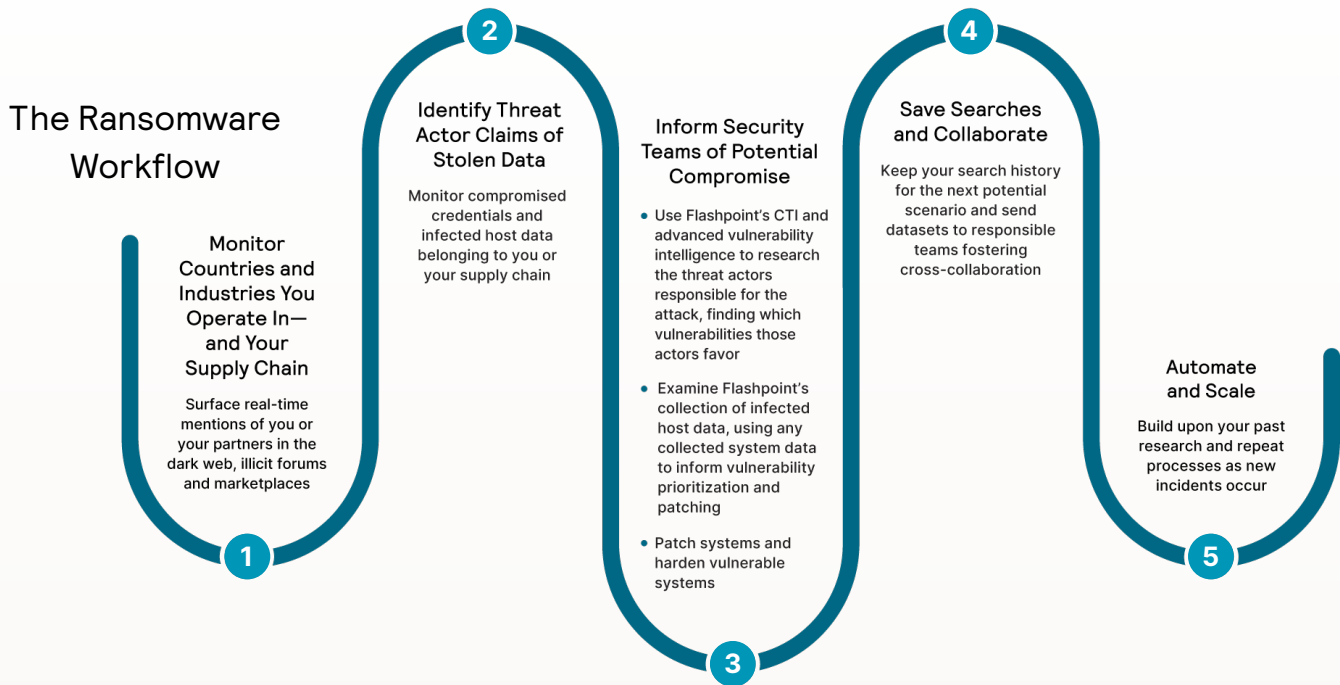 The Ransomware
Workflow
Monitor
Countries and
Industries You
Operate In—
and Your
Supply Chain
Surface real-time
mentions of you or
your partners in the
dark web, illicit forums
and marketplaces
1
2
Identify Threat
Actor Claims of
Stolen Data
Monitor compromised
credentials and
infected host data
belonging to you or
your supply chain
Inform Security
Teams of Potential
Compromise
• Use Flashpoint's CTI and
advanced vulnerability
intelligence to research
the threat actors
responsible for the
attack, finding which
vulnerabilities those
actors favor
• Examine Flashpoint's
collection of infected
host data, using any
collected system data
to inform vulnerability
prioritization and
patching
• Patch systems and
harden vulnerable
systems
3
4
Save Searches
and Collaborate
Keep your search history
for the next potential
scenario and send
datasets to responsible
teams fostering
cross-collaboration
Automate
and Scale
Build upon your past
research and repeat
processes as new
incidents occur
5